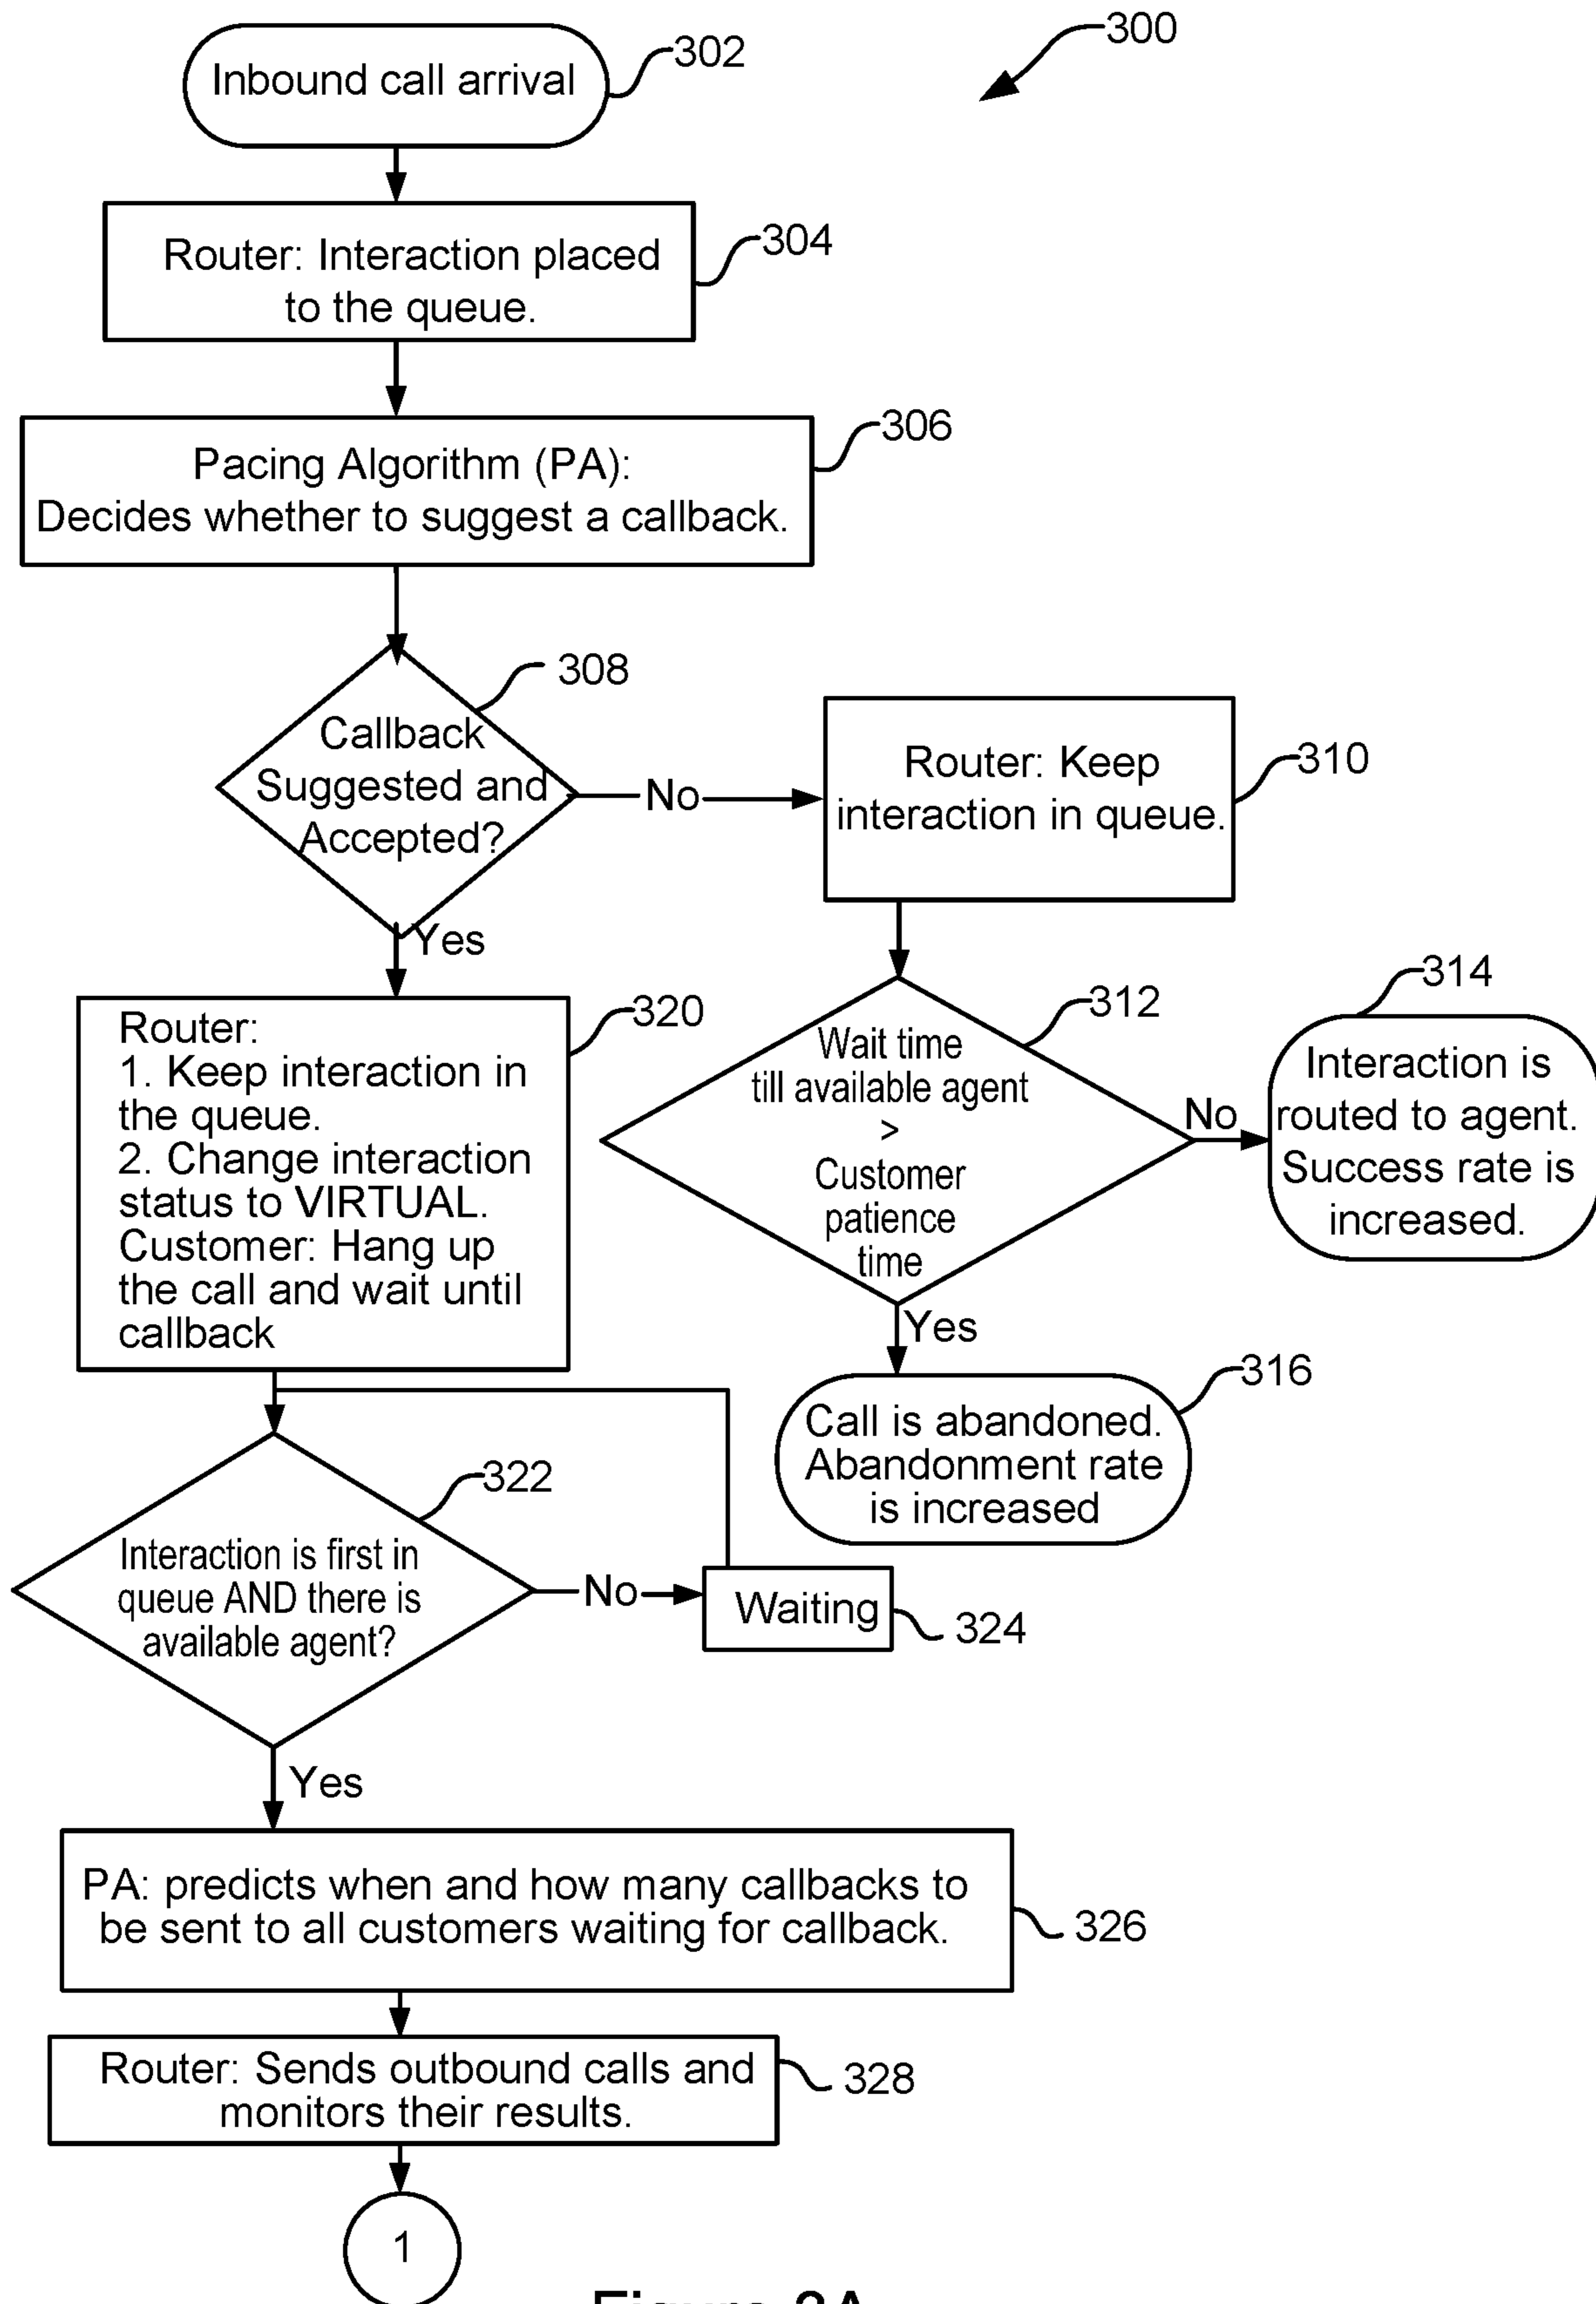 300
Inbound call arrival
302
Router: Interaction placed
to the queue.
304
Pacing Algorithm (PA):
Decides whether to suggest a callback.
306
Callback
Suggested and
Accepted?
308
No
Router: Keep
interaction in queue.
310
Yes
Router:
1. Keep interaction in
the queue.
2. Change interaction
status to VIRTUAL.
Customer: Hang up
the call and wait until
callback
320
Wait time
till available agent
>
Customer
patience
time
312
No
Interaction is
routed to agent.
Success rate is
increased.
314
Yes
Call is abandoned.
Abandonment rate
is increased
316
Interaction is first in
queue AND there is
available agent?
322
No
Waiting
324
Yes
PA: predicts when and how many callbacks to
be sent to all customers waiting for callback.
326
Router: Sends outbound calls and
monitors their results.
328
1